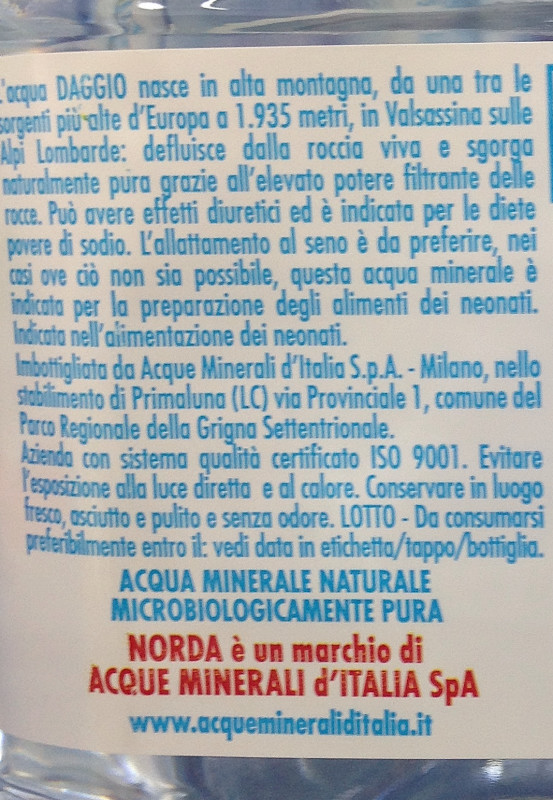 L'acqua DAGGIO nasce in alta montagna, da una tra le
sorgenti più alte d'Europa a 1.935 metri, in Valsassina sulle
Alpi Lombarde: defluisce dalla roccia viva e sgorga
naturalmente pura grazie all'elevato potere filtrante delle
rocce. Può avere effetti diuretici ed è indicata per le diete
povere di sodio. L'allattamento al seno è da preferire, nei
casi ove ciò non sia possibile, questa acqua minerale è
indicata per la preparazione degli alimenti dei neonati.
Indicata nell'alimentazione dei neonati.
Imbottigliata da Acque Minerali d'Italia S.p.A. - Milano, nello
stabilimento di Primaluna (LC) via Provinciale 1, comune del
Parco Regionale della Grigna Settentrionale.
Azienda con sistema qualità certificato ISO 9001. Evitare
l'esposizione alla luce diretta e al calore. Conservare in luogo
fresco, asciutto e pulito e senza odore. LOTTO - Da consumarsi
preferibilmente entro il: vedi data in etichetta/tappo/bottiglia.
ACQUA MINERALE NATURALE
MICROBIOLOGICAMENTE PURA
NORDA è un marchio di
ACQUE MINERALI d'ITALIA SpA
www.acquemineraliditalia.it